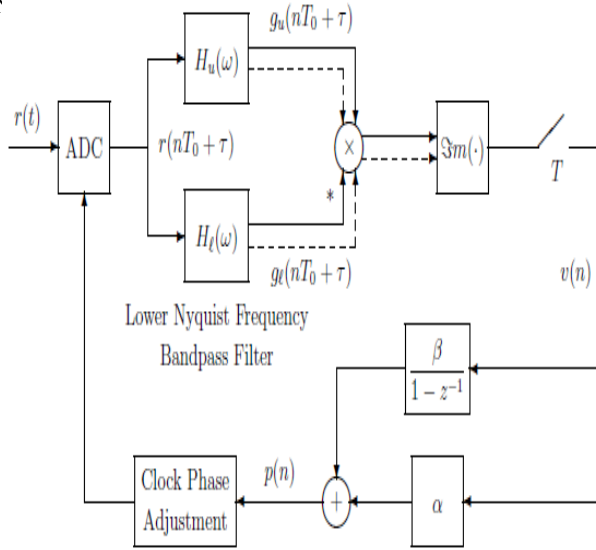 g_u(nT_0 + τ)
H_u(ω)
r(t)
ADC
r(nT_0 + τ)
×
ℑm(·)
T
*
H_ℓ(ω)
g_ℓ(nT_0 + τ)
v(n)
Lower Nyquist Frequency
Bandpass Filter
β
1 − z^{−1}
Clock Phase
Adjustment
p(n)
+
α